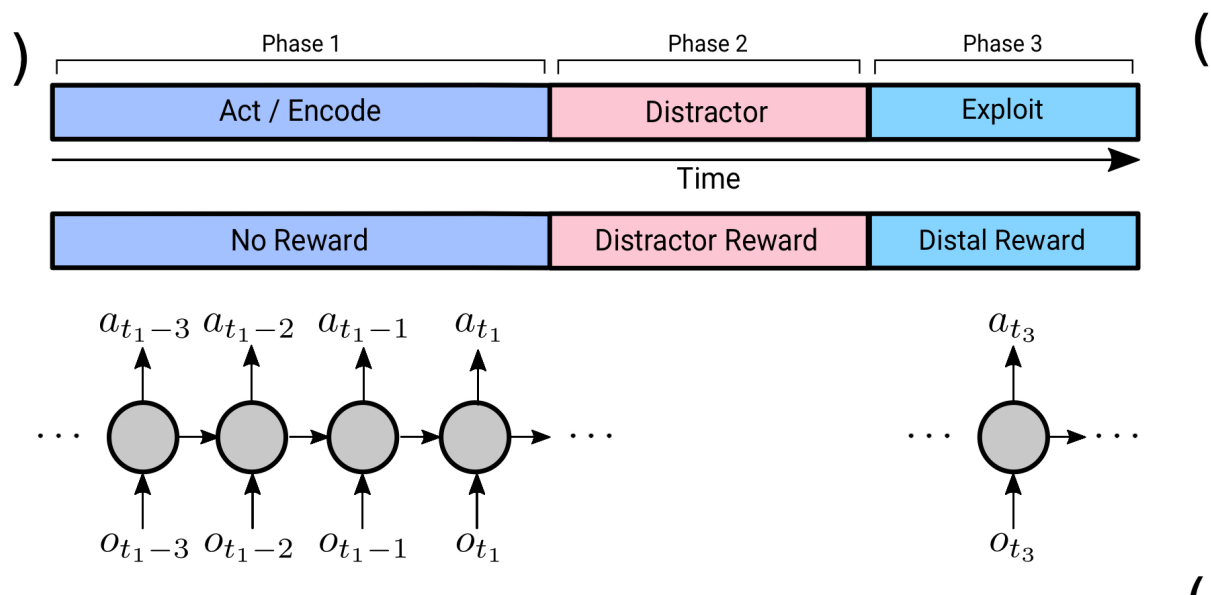 ) (
Phase 1 Phase 2 Phase 3
Act / Encode Distractor Exploit
Time
No Reward Distractor Reward Distal Reward
a_{t_1-3} a_{t_1-2} a_{t_1-1} a_{t_1} a_{t_3}
··· ··· ··· ···
o_{t_1-3} o_{t_1-2} o_{t_1-1} o_{t_1} o_{t_3}
(